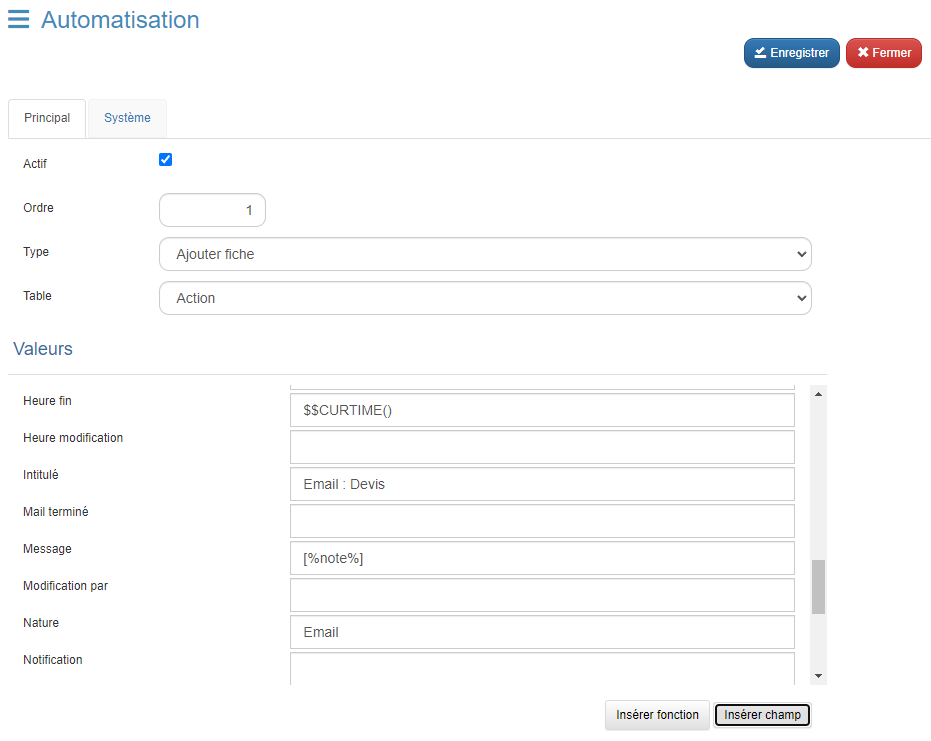 Automatisation
Enregistrer Fermer
Principal Système
Actif
Ordre 1
Type Ajouter fiche
Table Action
Valeurs
Heure fin $$CURTIME()
Heure modification
Intitulé Email : Devis
Mail terminé
Message [%note%]
Modification par
Nature Email
Notification
Insérer fonction Insérer champ